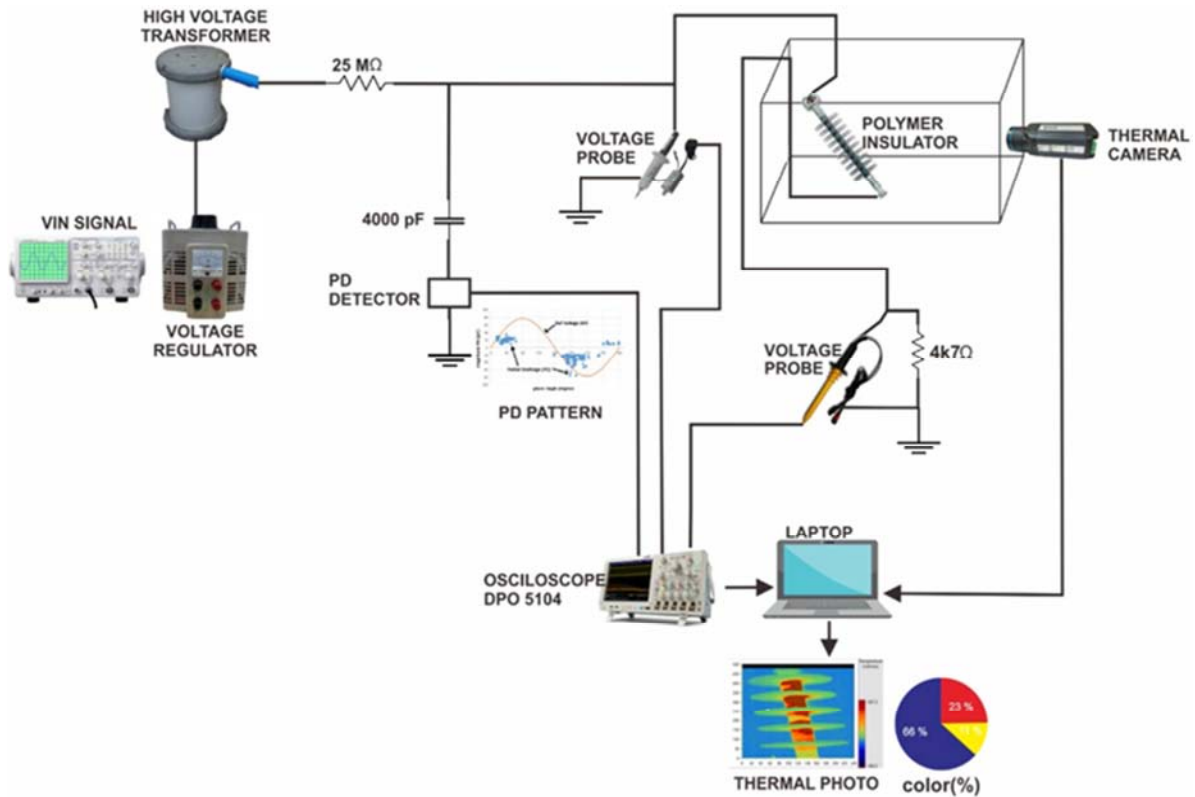 HIGH VOLTAGE
TRANSFORMER
25 MΩ
VOLTAGE
PROBE
POLYMER
INSULATOR
THERMAL
CAMERA
VIN SIGNAL
4000 pF
PD
DETECTOR
VOLTAGE
REGULATOR
PD PATTERN
VOLTAGE
PROBE
4k7Ω
LAPTOP
OSCILOSCOPE
DPO 5104
23 %
66 %
THERMAL PHOTO
color(%)